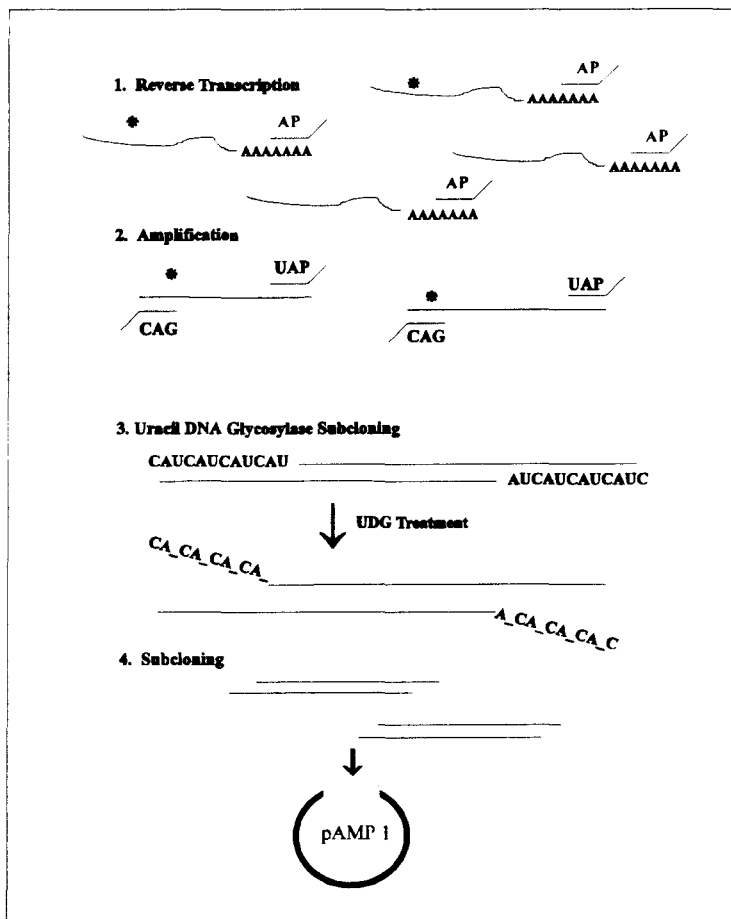 1. Reverse Transcription
AP
*
AAAAAAA
*
AP
AAAAAAA
AP
AAAAAAA
AP
AAAAAAA
2. Amplification
*
UAP
CAG
*
UAP
CAG
3. Uracil DNA Glycosylase Subcloning
CAUCAUCAUCAU
AUCAUCAUCAUC
UDG Treatment
CA_CA_CA_CA_
A_CA_CA_CA_C
4. Subcloning
pAMP 1